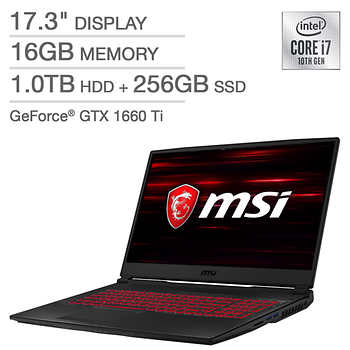 17.3" DISPLAY
16GB MEMORY
1.0TB HDD + 256GB SSD
GeForce® GTX 1660 Ti
intel
CORE i7
10TH GEN
msi
msi